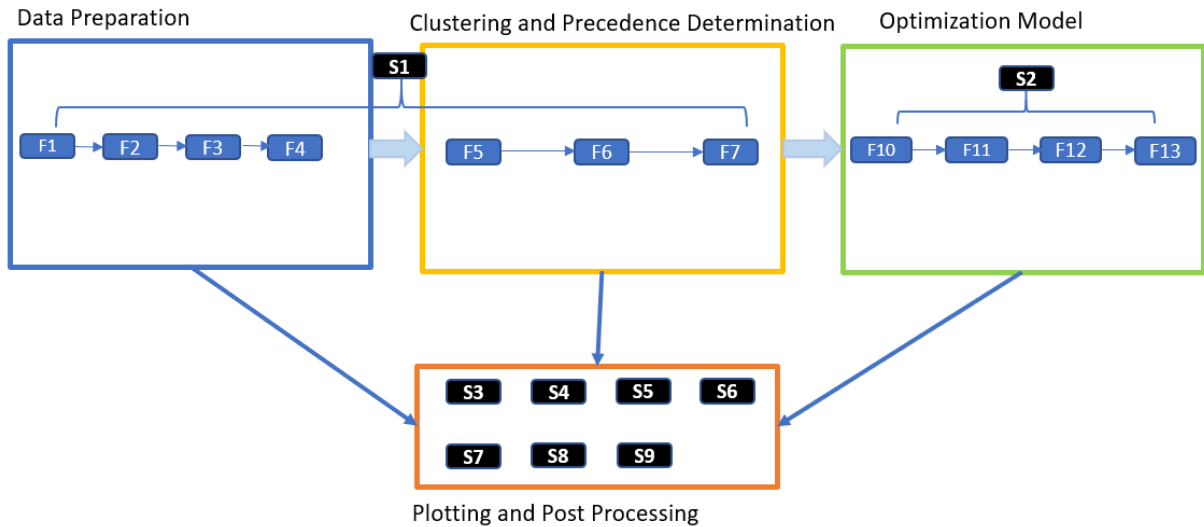 Data Preparation
Clustering and Precedence Determination
Optimization Model
S1
S2
F1
F2
F3
F4
F5
F6
F7
F10
F11
F12
F13
S3
S4
S5
S6
S7
S8
S9
Plotting and Post Processing